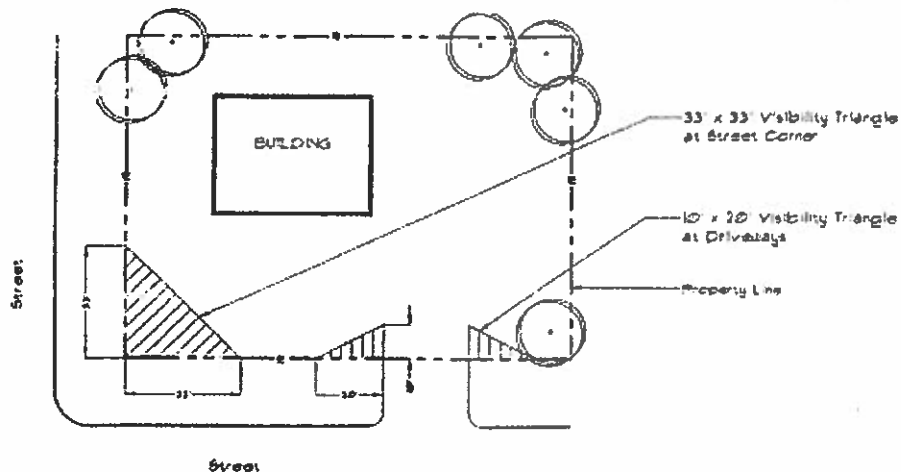 BUILDING
33' x 33' Visibility Triangle
at Street Corner
10' x 20' Visibility Triangle
at Driveways
Property Line
Street
33'
33'
20'
Street